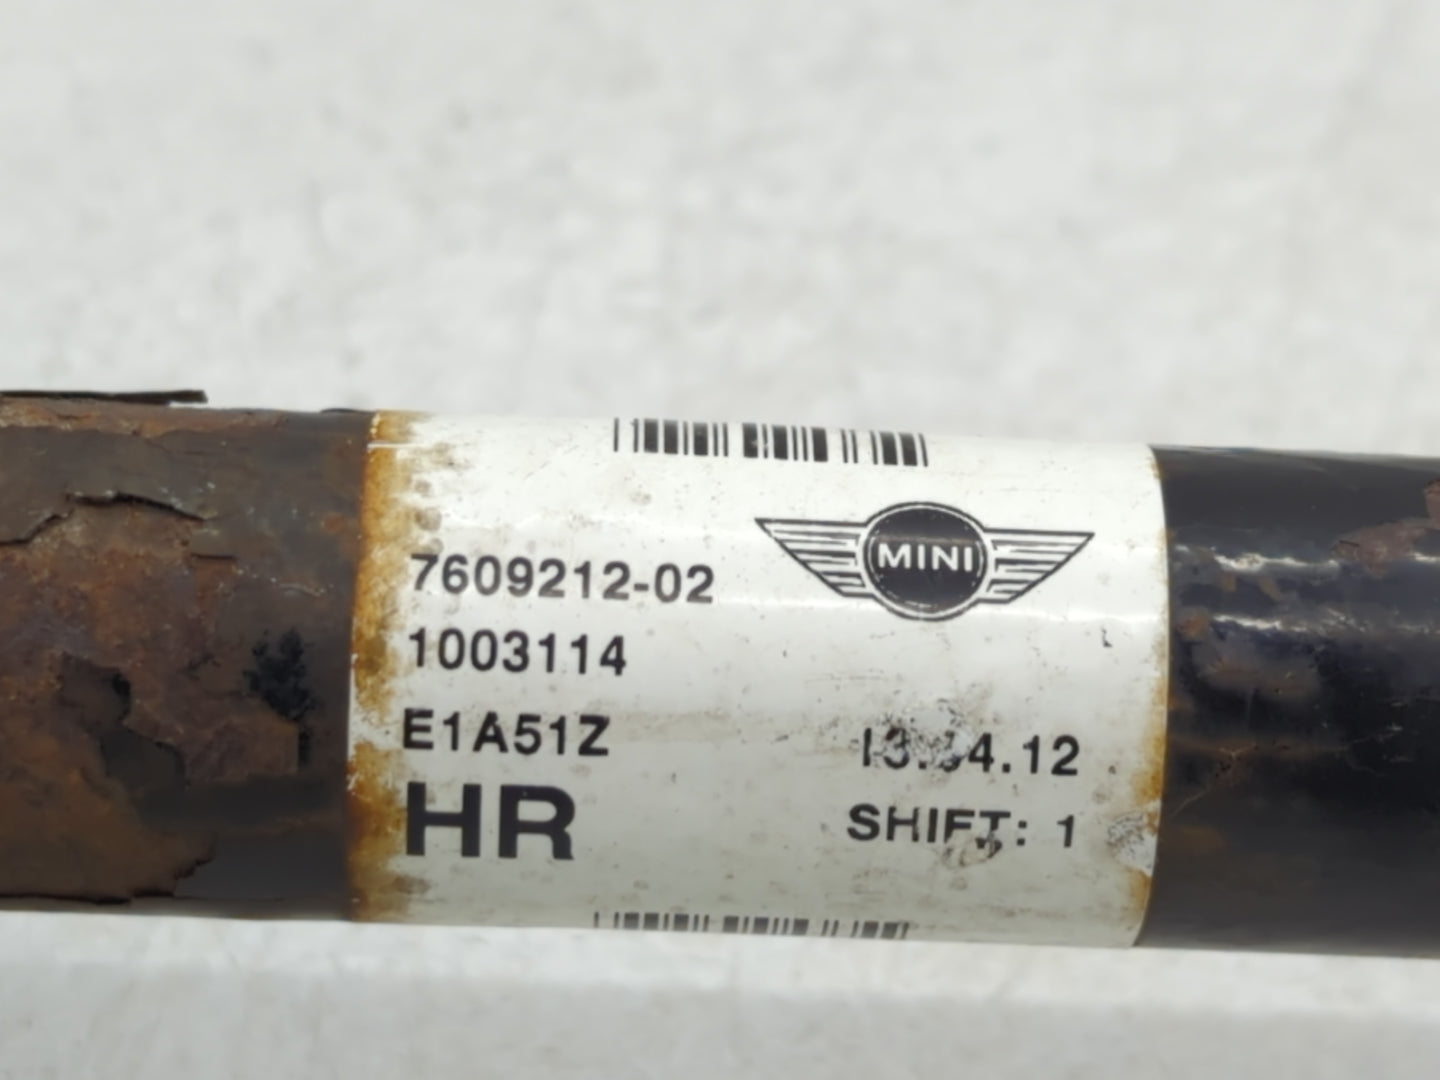 MINI
7609212-02
1003114
E1A51Z
HR
SHIFT: 1